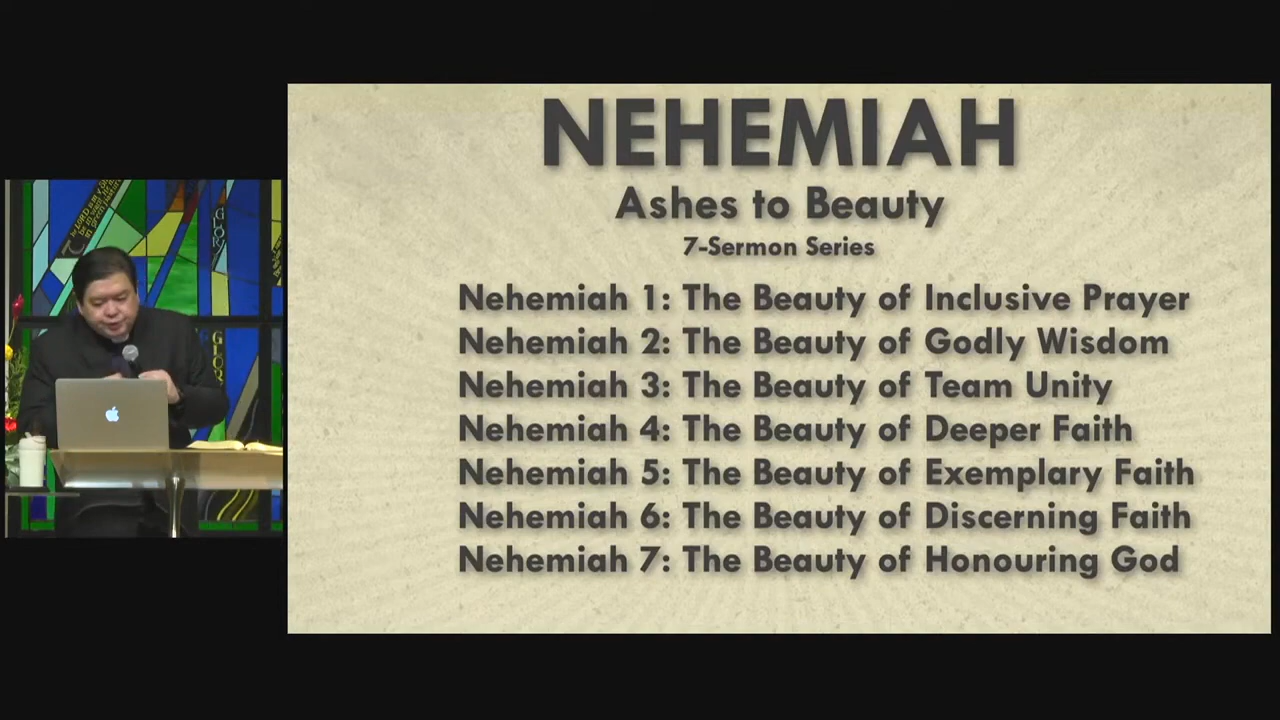 NEHEMIAH
Ashes to Beauty
7-Sermon Series
Nehemiah 1: The Beauty of Inclusive Prayer
Nehemiah 2: The Beauty of Godly Wisdom
Nehemiah 3: The Beauty of Team Unity
Nehemiah 4: The Beauty of Deeper Faith
Nehemiah 5: The Beauty of Exemplary Faith
Nehemiah 6: The Beauty of Discerning Faith
Nehemiah 7: The Beauty of Honouring God
LORD
GLORY